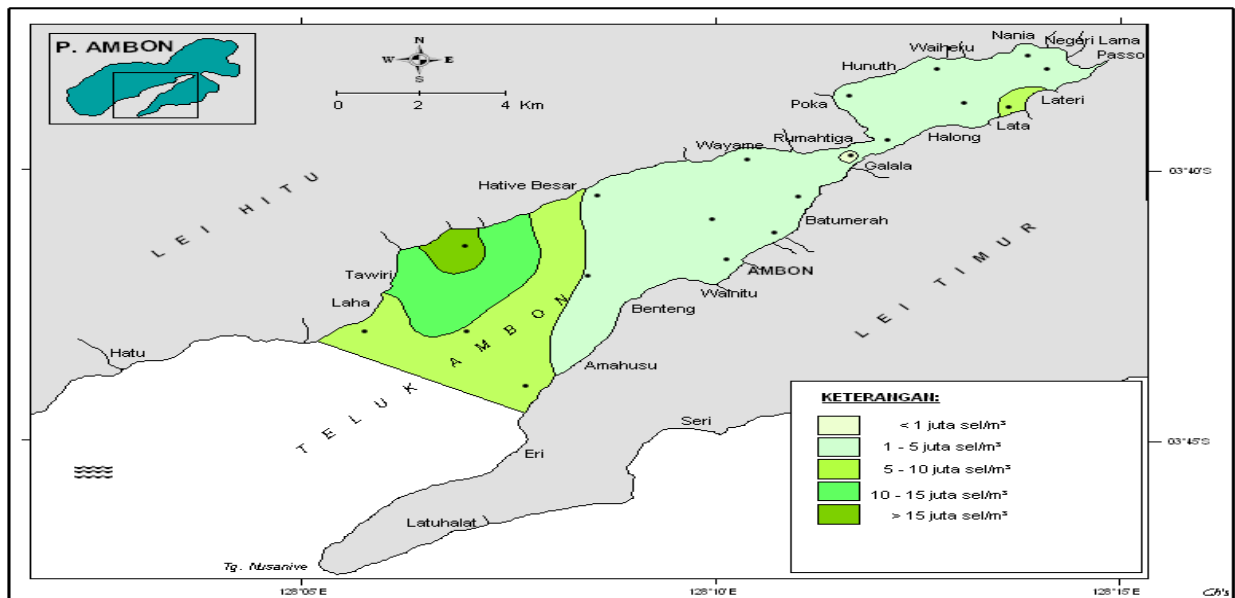 P. AMBON
N
W E
S
0 2 4 Km
Nania
Negeri Lama
Waiheku
Passo
Hunuth
Poka
Lateri
Lata
Halong
Rumahtiga
Wayame
Galala
03°40'S
Hative Besar
LEI HITU
Batumerah
LEI TIMUR
AMBON
Tawiri
Wainitu
Laha
Benteng
TELUK AMBON
Hatu
Amahusu
KETERANGAN:
< 1 juta sel/m³
1 - 5 juta sel/m³
5 - 10 juta sel/m³
10 - 15 juta sel/m³
> 15 juta sel/m³
Seri
03°45'S
Eri
Latuhalat
Tg. Nusanive
128°05'E 128°10'E 128°15'E